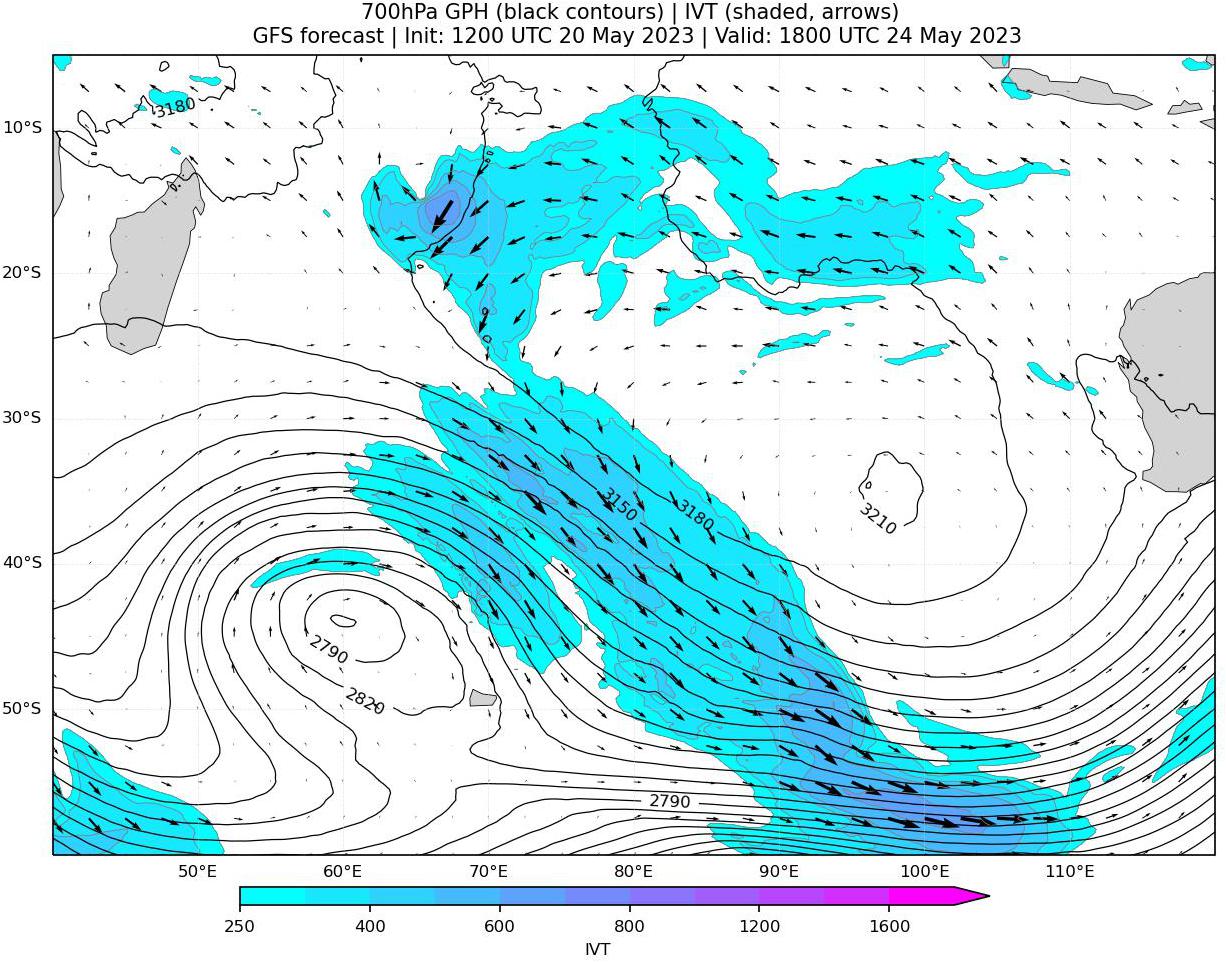 700hPa GPH (black contours) | IVT (shaded, arrows)
GFS forecast | Init: 1200 UTC 20 May 2023 | Valid: 1800 UTC 24 May 2023
3180
10°S
20°S
30°S
3150
3180
3210
40°S
2790
2820
50°S
2790
50°E 60°E 70°E 80°E 90°E 100°E 110°E
250 400 600 800 1200 1600
IVT